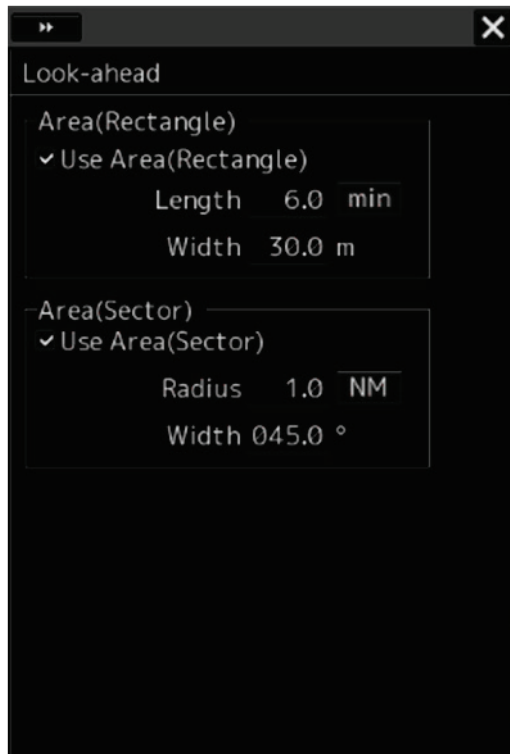 Look-ahead
Area(Rectangle)
Use Area(Rectangle)
Length 6.0 min
Width 30.0 m
Area(Sector)
Use Area(Sector)
Radius 1.0 NM
Width 045.0 °